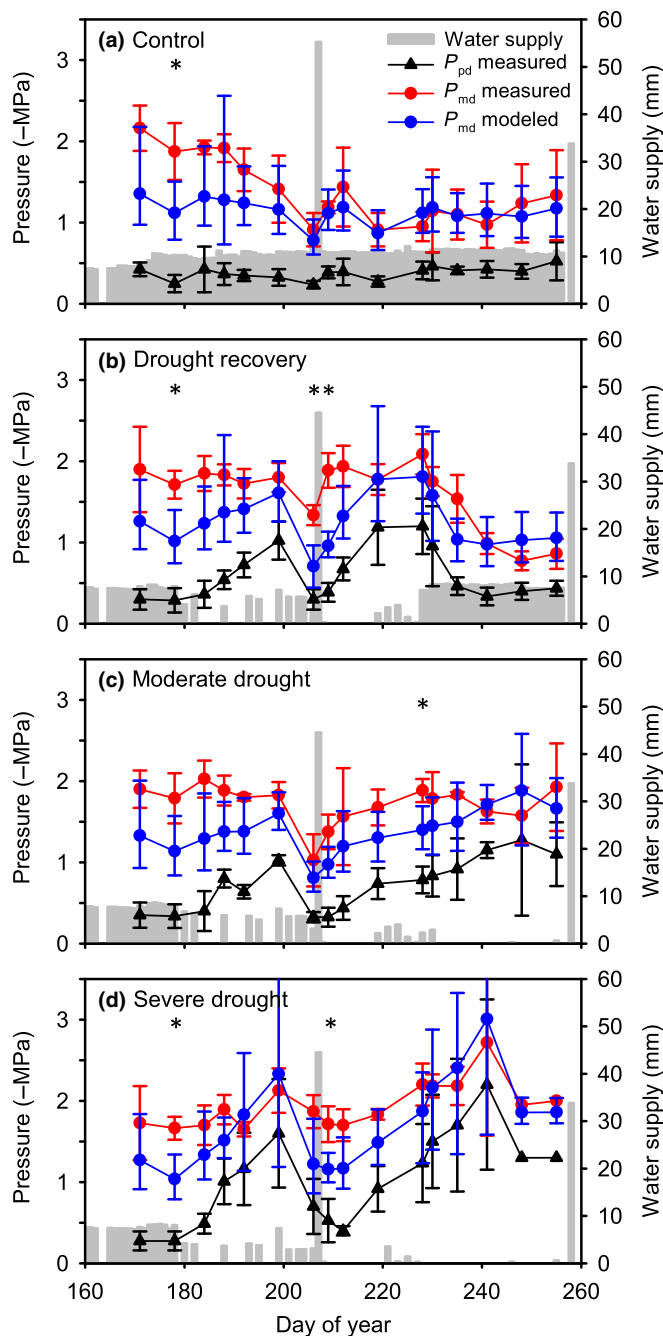 (a) Control
Water supply
Ppd measured
Pmd measured
Pmd modeled
*
Pressure (–MPa)
3
2
1
0
Water supply (mm)
60
50
40
30
20
10
0
(b) Drought recovery
* ** 
Pressure (–MPa)
3
2
1
0
Water supply (mm)
60
50
40
30
20
10
0
(c) Moderate drought
*
Pressure (–MPa)
3
2
1
0
Water supply (mm)
60
50
40
30
20
10
0
(d) Severe drought
* *
Pressure (–MPa)
3
2
1
0
Water supply (mm)
60
50
40
30
20
10
0
160 180 200 220 240 260
Day of year